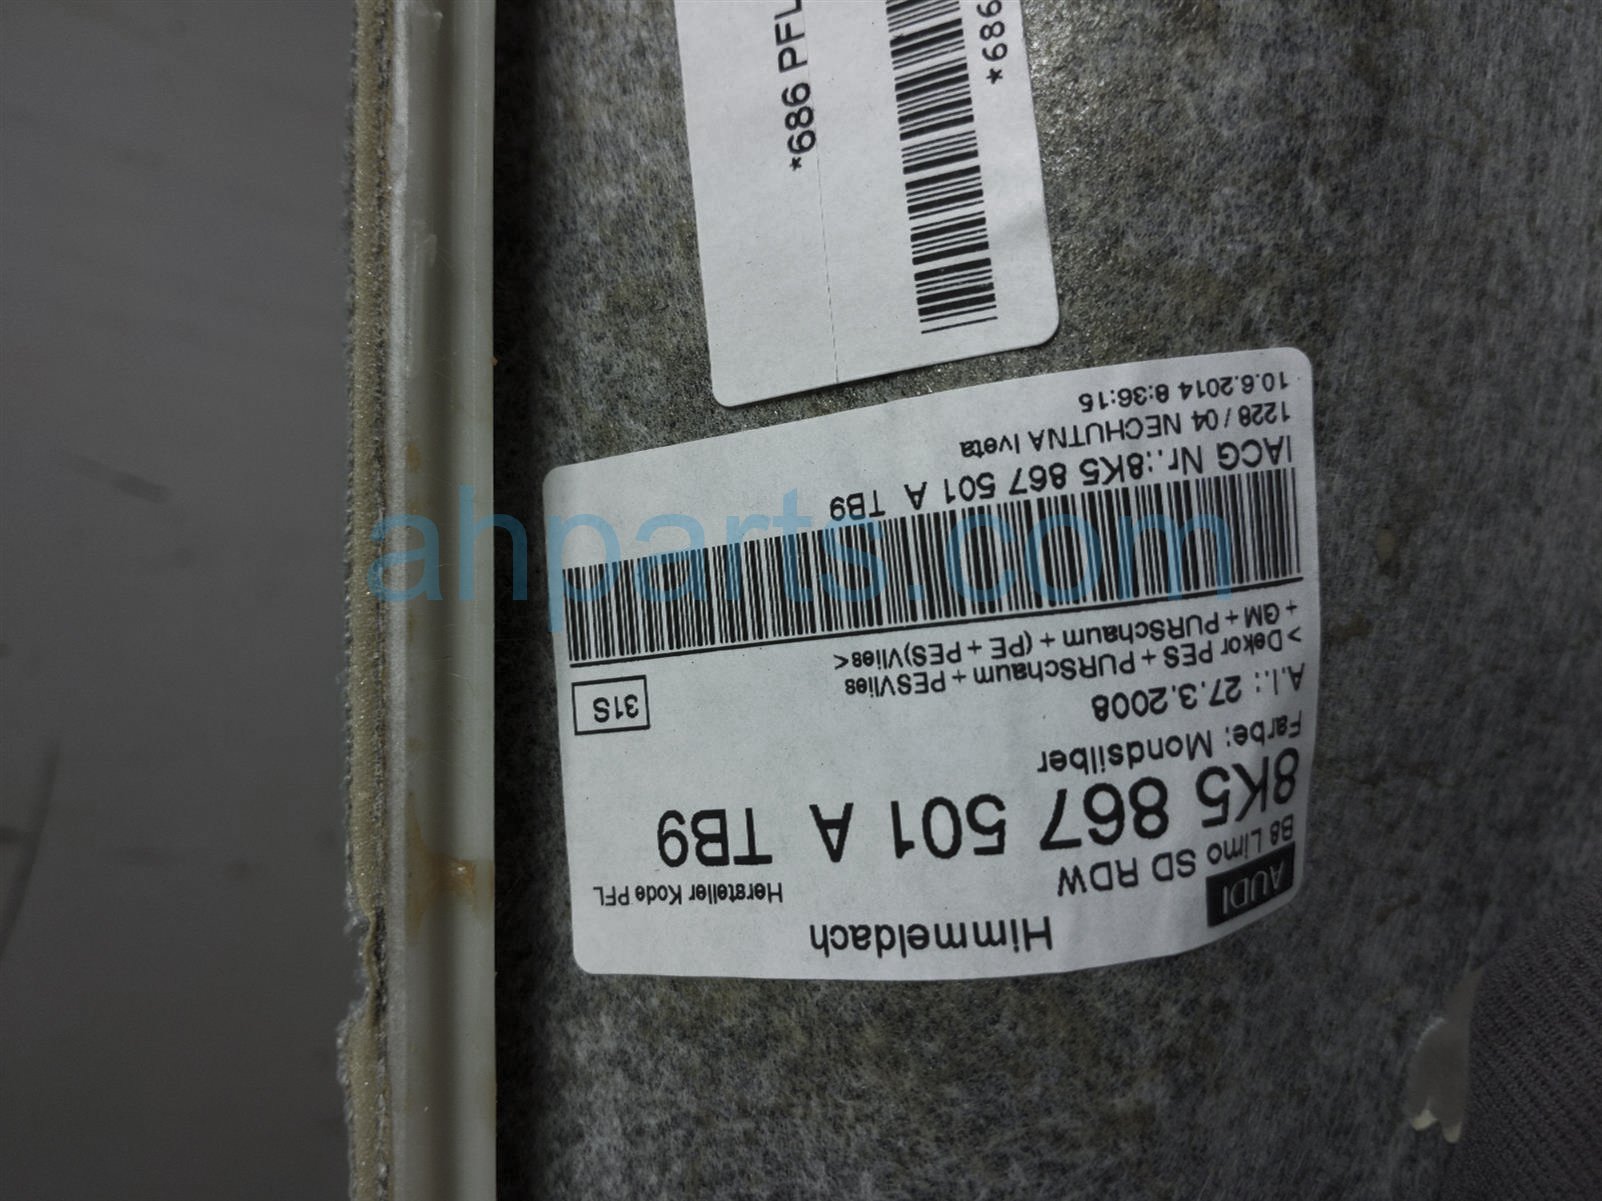 Himmeldach
AUDI
B8 Limo SD RDW
Hersteller Kode PFL
8K5 867 501 A TB9
Farbe: Mondsilber
A.I.: 27.3.2008
31S
>Dekor PES + PURSchaum + PESVlies
+ GM + PURSchaum + (PE + PES)Vlies<
IACG Nr.:8K5 867 501 A TB9
1228 / 04 NECHUTNA Iveta
10.6.2014 8:36:15
*686 PFL
*686
ahparts.com